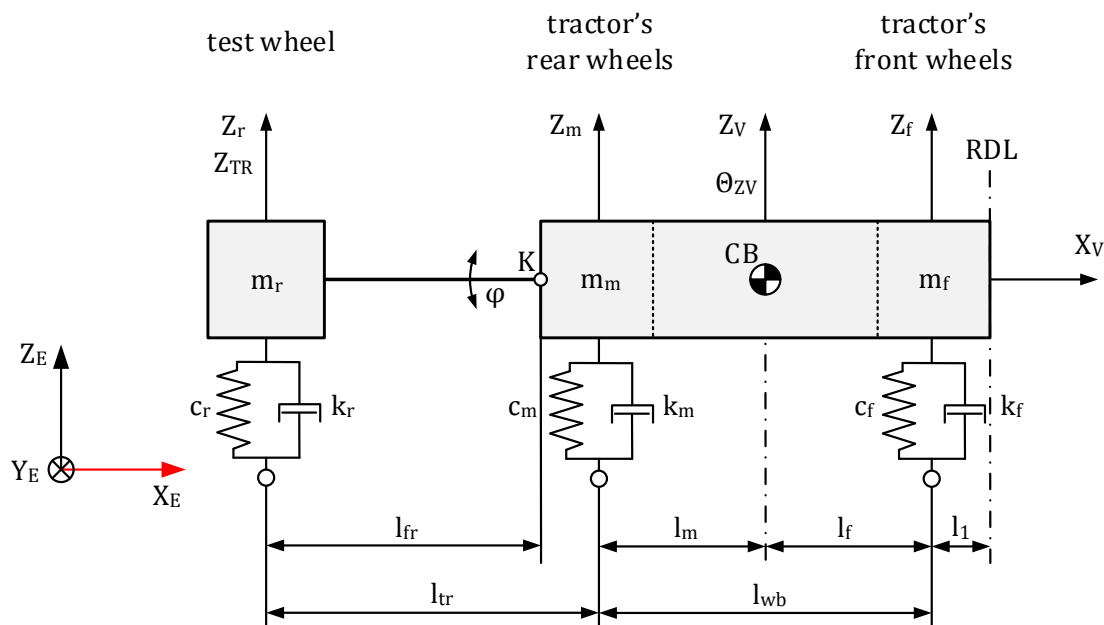 test wheel
tractor’s
rear wheels
tractor’s
front wheels
Zr
ZTR
Zm
ZV
ΘZV
Zf
RDL
XV
K
φ
mr
mm
CB
mf
ZE
YE
XE
cr
kr
cm
km
cf
kf
lfr
lm
lf
l1
ltr
lwb